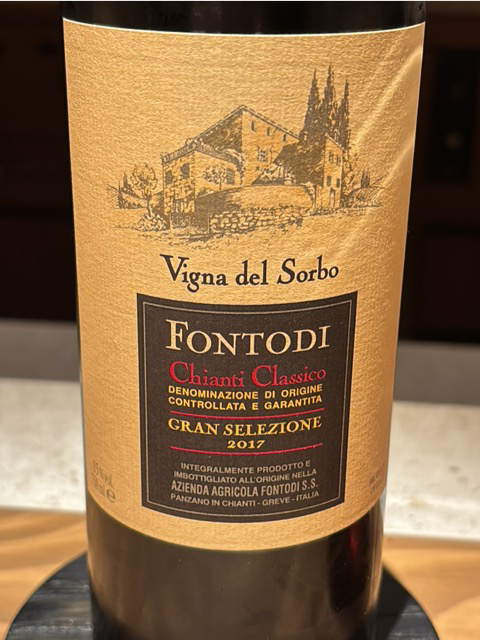 Vigna del Sorbo
FONTODI
Chianti Classico
DENOMINAZIONE DI ORIGINE
CONTROLLATA E GARANTITA
GRAN SELEZIONE
2017
INTEGRALMENTE PRODOTTO E
IMBOTTIGLIATO ALL'ORIGINE NELLA
AZIENDA AGRICOLA FONTODI S.S.
PANZANO IN CHIANTI - GREVE - ITALIA